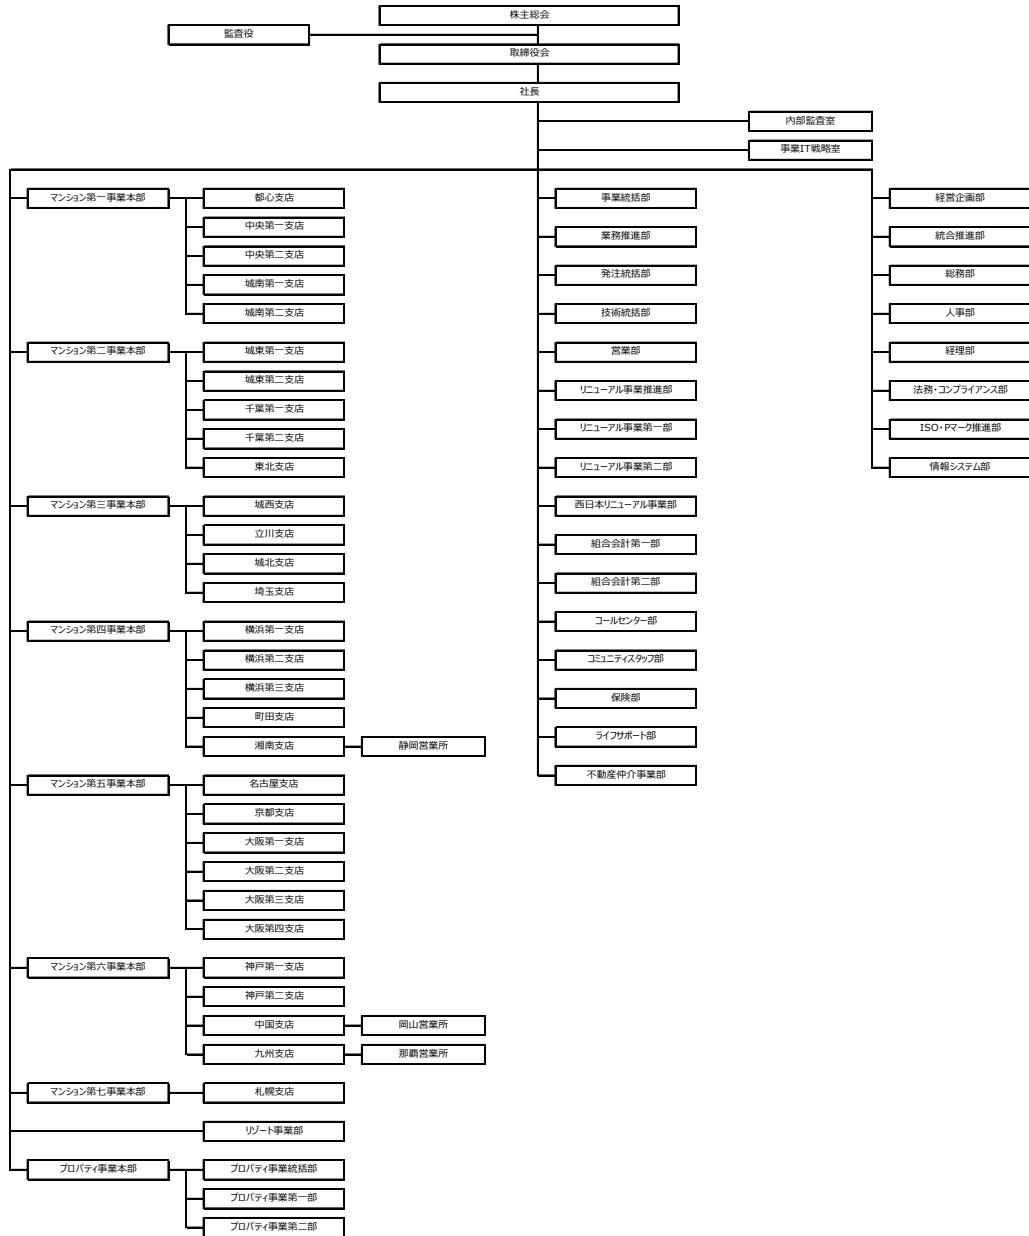 株主総会
監査役
取締役会
社長
内部監査室
事業IT戦略室
マンション第一事業本部
都心支店
中央第一支店
中央第二支店
城南第一支店
城南第二支店
マンション第二事業本部
城東第一支店
城東第二支店
千葉第一支店
千葉第二支店
東北支店
マンション第三事業本部
城西支店
立川支店
城北支店
埼玉支店
マンション第四事業本部
横浜第一支店
横浜第二支店
横浜第三支店
町田支店
湘南支店
静岡営業所
マンション第五事業本部
名古屋支店
京都支店
大阪第一支店
大阪第二支店
大阪第三支店
大阪第四支店
マンション第六事業本部
神戸第一支店
神戸第二支店
中国支店
岡山営業所
九州支店
那覇営業所
マンション第七事業本部
札幌支店
リゾート事業部
プロパティ事業本部
プロパティ事業統括部
プロパティ事業第一部
プロパティ事業第二部
事業統括部
業務推進部
発注統括部
技術統括部
営業部
リニューアル事業推進部
リニューアル事業第一部
リニューアル事業第二部
西日本リニューアル事業部
組合会計第一部
組合会計第二部
コールセンター部
コミュニティスタッフ部
保険部
ライフサポート部
不動産仲介事業部
経営企画部
統合推進部
総務部
人事部
経理部
法務・コンプライアンス部
ISO・Pマーク推進部
情報システム部